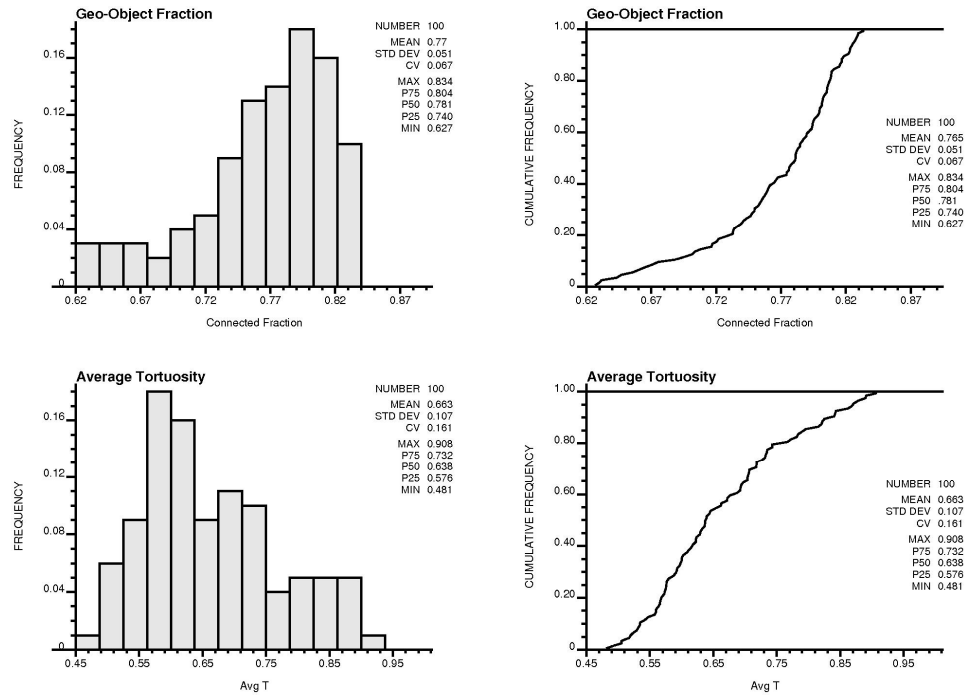 Geo-Object Fraction
NUMBER 100
MEAN 0.77
STD DEV 0.051
CV 0.067
MAX 0.834
P75 0.804
P50 0.781
P25 0.740
MIN 0.627
FREQUENCY
0.16
0.12
0.08
0.04
0
0.62 0.67 0.72 0.77 0.82 0.87
Connected Fraction
Geo-Object Fraction
1.00
0.80
0.60
0.40
0.20
0
CUMULATIVE FREQUENCY
NUMBER 100
MEAN 0.765
STD DEV 0.051
CV 0.067
MAX 0.834
P75 0.804
P50 .781
P25 0.740
MIN 0.627
0.62 0.67 0.72 0.77 0.82 0.87
Connected Fraction
Average Tortuosity
NUMBER 100
MEAN 0.663
STD DEV 0.107
CV 0.161
MAX 0.908
P75 0.732
P50 0.638
P25 0.576
MIN 0.481
FREQUENCY
0.16
0.12
0.08
0.04
0
0.45 0.55 0.65 0.75 0.85 0.95
Avg T
Average Tortuosity
1.00
0.80
0.60
0.40
0.20
0
CUMULATIVE FREQUENCY
NUMBER 100
MEAN 0.663
STD DEV 0.107
CV 0.161
MAX 0.908
P75 0.732
P50 0.638
P25 0.576
MIN 0.481
0.45 0.55 0.65 0.75 0.85 0.95
Avg T